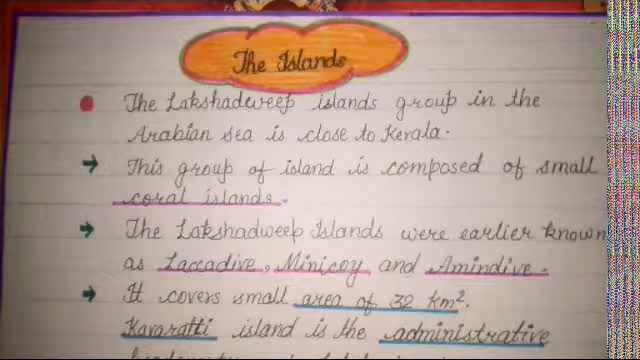 The Islands
The Lakshadweep islands group in the
Arabian sea is close to Kerala.
This group of island is composed of small
coral islands.
The Lakshadweep Islands were earlier known
as Laccadive, Minicoy and Amindive.
It covers small area of 32 km².
Kavaratti island is the administrative